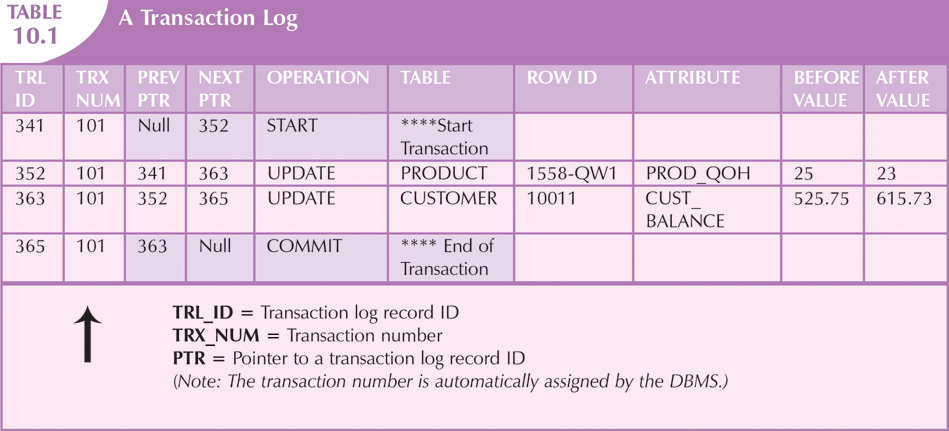 TABLE 10.1
A Transaction Log
TRL ID TRX NUM PREV PTR NEXT PTR OPERATION TABLE ROW ID ATTRIBUTE BEFORE VALUE AFTER VALUE
341 101 Null 352 START ****Start Transaction
352 101 341 363 UPDATE PRODUCT 1558-QW1 PROD_QOH 25 23
363 101 352 365 UPDATE CUSTOMER 10011 CUST_ BALANCE 525.75 615.73
365 101 363 Null COMMIT **** End of Transaction
TRL_ID = Transaction log record ID
TRX_NUM = Transaction number
PTR = Pointer to a transaction log record ID
(Note: The transaction number is automatically assigned by the DBMS.)